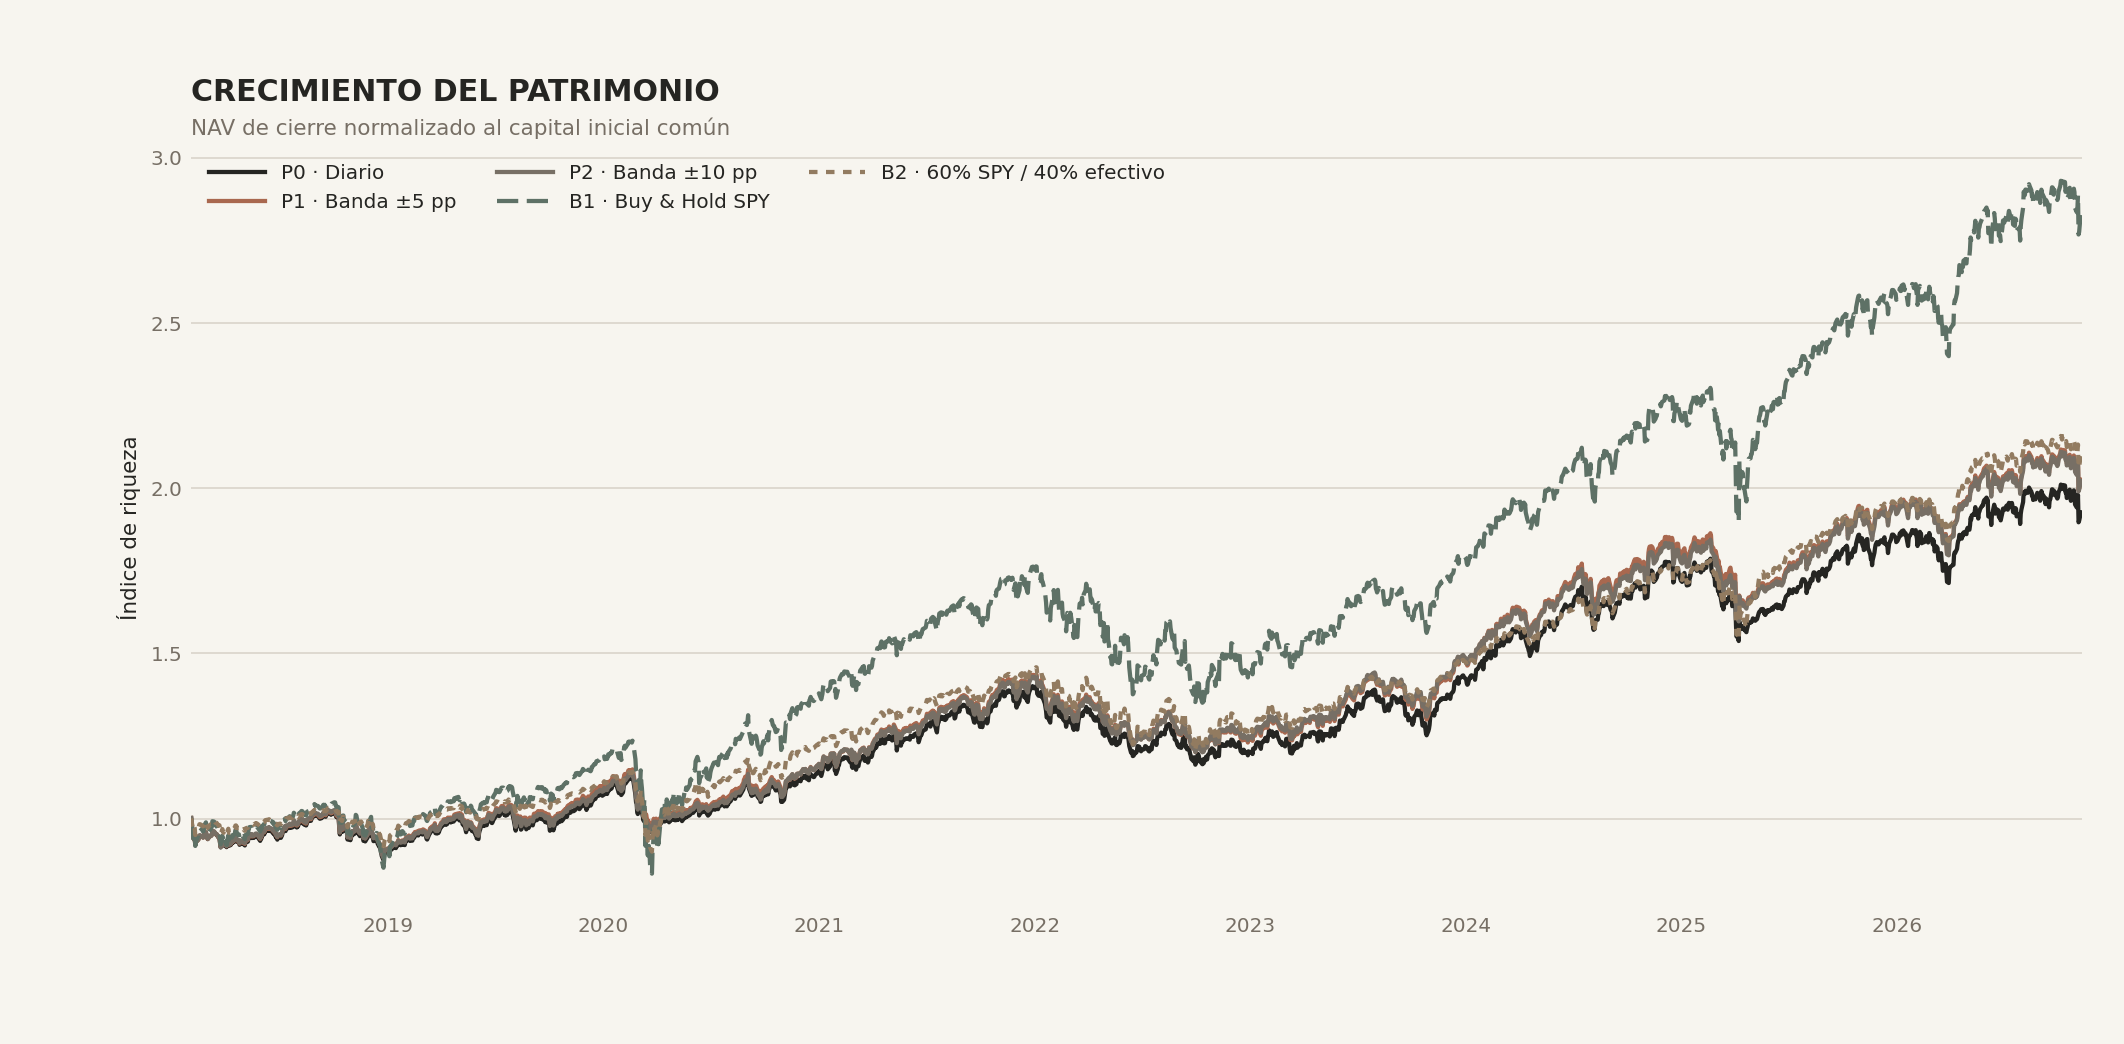 CRECIMIENTO DEL PATRIMONIO
NAV de cierre normalizado al capital inicial común
P0 · Diario
P1 · Banda ±5 pp
P2 · Banda ±10 pp
B1 · Buy & Hold SPY
B2 · 60% SPY / 40% efectivo
Índice de riqueza
3.0
2.5
2.0
1.5
1.0
2019 2020 2021 2022 2023 2024 2025 2026